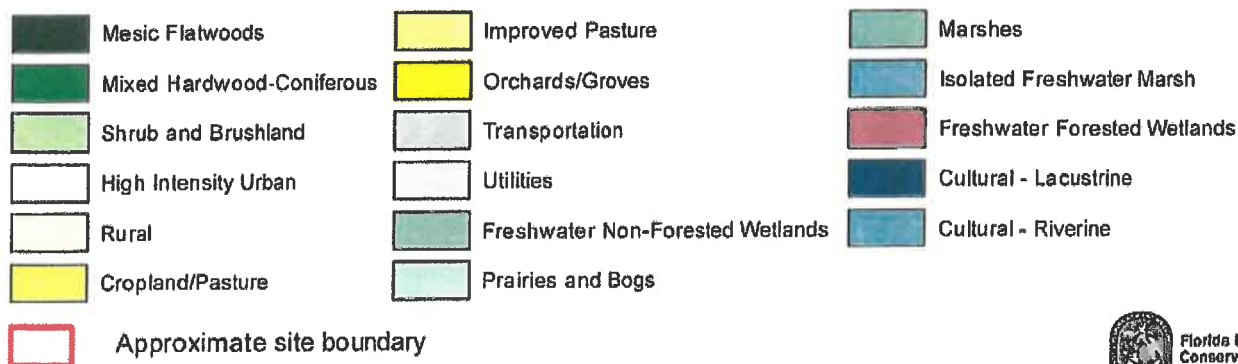 Mesic Flatwoods
Mixed Hardwood-Coniferous
Shrub and Brushland
High Intensity Urban
Rural
Cropland/Pasture
Improved Pasture
Orchards/Groves
Transportation
Utilities
Freshwater Non-Forested Wetlands
Prairies and Bogs
Marshes
Isolated Freshwater Marsh
Freshwater Forested Wetlands
Cultural - Lacustrine
Cultural - Riverine
Approximate site boundary
Florida
Conserv